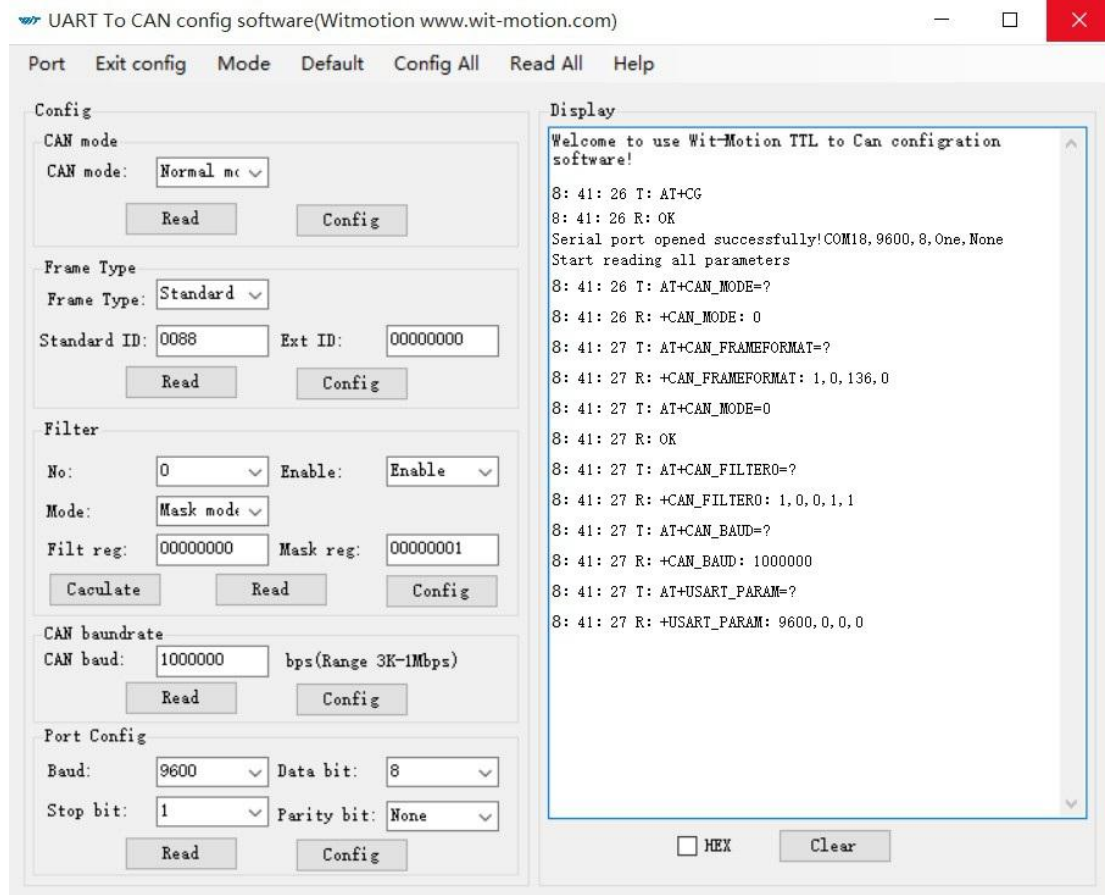 UART To CAN config software(Witmotion www.wit-motion.com)
Port Exit config Mode Default Config All Read All Help
Config
CAN mode
CAN mode: Normal mo
Read Config
Frame Type
Frame Type: Standard
Standard ID: 0088 Ext ID: 00000000
Read Config
Filter
No: 0 Enable: Enable
Mode: Mask mode
Filt reg: 00000000 Mask reg: 00000001
Caculate Read Config
CAN baundrate
CAN baud: 1000000 bps(Range 3K-1Mbps)
Read Config
Port Config
Baud: 9600 Data bit: 8
Stop bit: 1 Parity bit: None
Read Config
Display
Welcome to use Wit-Motion TTL to Can configration
software!
8: 41: 26 T: AT+CG
8: 41: 26 R: OK
Serial port opened successfully!COM18,9600,8,One,None
Start reading all parameters
8: 41: 26 T: AT+CAN_MODE=?
8: 41: 26 R: +CAN_MODE: 0
8: 41: 27 T: AT+CAN_FRAMEFORMAT=?
8: 41: 27 R: +CAN_FRAMEFORMAT: 1,0,136,0
8: 41: 27 T: AT+CAN_MODE=0
8: 41: 27 R: OK
8: 41: 27 T: AT+CAN_FILTER0=?
8: 41: 27 R: +CAN_FILTER0: 1,0,0,1,1
8: 41: 27 T: AT+CAN_BAUD=?
8: 41: 27 R: +CAN_BAUD: 1000000
8: 41: 27 T: AT+USART_PARAM=?
8: 41: 27 R: +USART_PARAM: 9600,0,0,0
HEX Clear